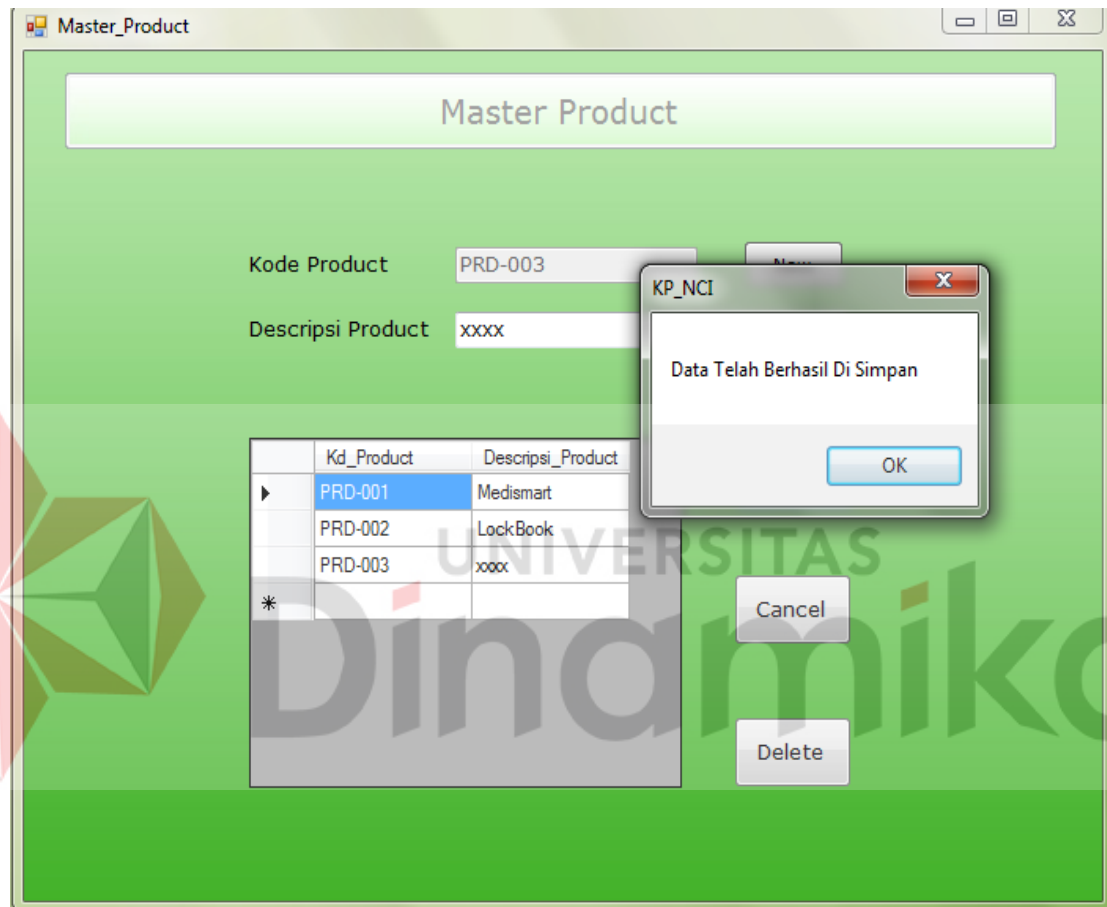 Master_Product
Master Product
Kode Product PRD-003
KP_NCI
Descripsi Product xxxx
Data Telah Berhasil Di Simpan
OK
Kd_Product Descripsi_Product
PRD-001 Medismart
PRD-002 LockBook
PRD-003 xxxx
UNIVERSITAS
Dinamika
Cancel
Delete